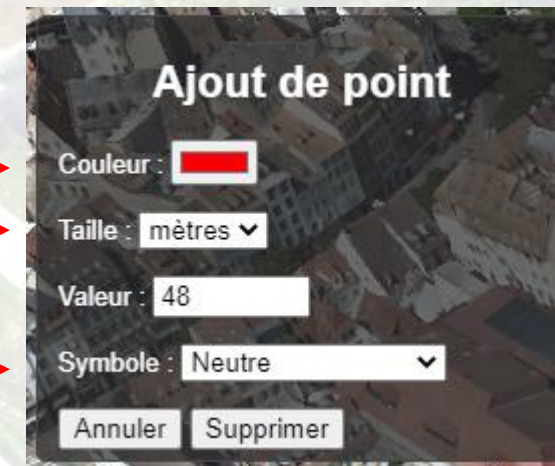 Ajout de point
Couleur :
Taille : mètres
Valeur : 48
Symbole : Neutre
Annuler Supprimer